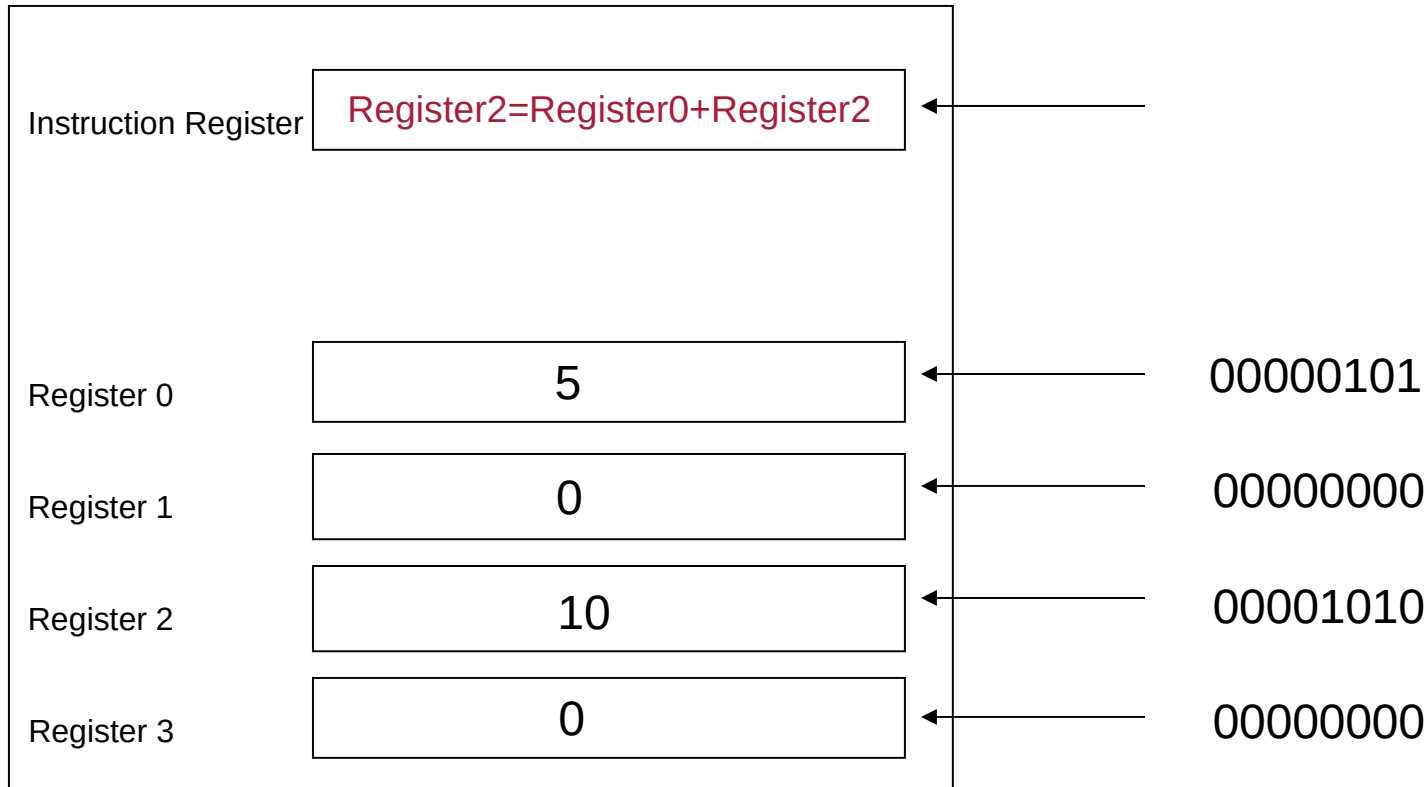 Instruction Register Register2=Register0+Register2
Register 0 5 00000101
Register 1 0 00000000
Register 2 10 00001010
Register 3 0 00000000